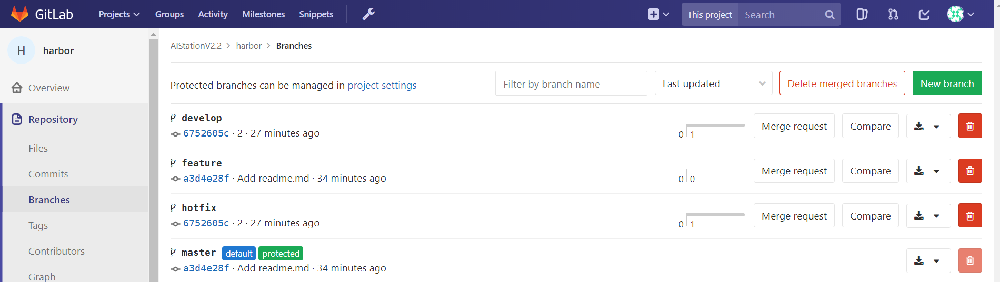 GitLab Projects Groups Activity Milestones Snippets This project Search
H harbor
Overview
Repository
Files
Commits
Branches
Tags
Contributors
Graph
AIStationV2.2 > harbor > Branches
Protected branches can be managed in project settings Filter by branch name Last updated Delete merged branches New branch
develop
6752605c · 2 · 27 minutes ago 0 1 Merge request Compare
feature
a3d4e28f · Add readme.md · 34 minutes ago 0 0 Merge request Compare
hotfix
6752605c · 2 · 27 minutes ago 0 1 Merge request Compare
master default protected
a3d4e28f · Add readme.md · 34 minutes ago